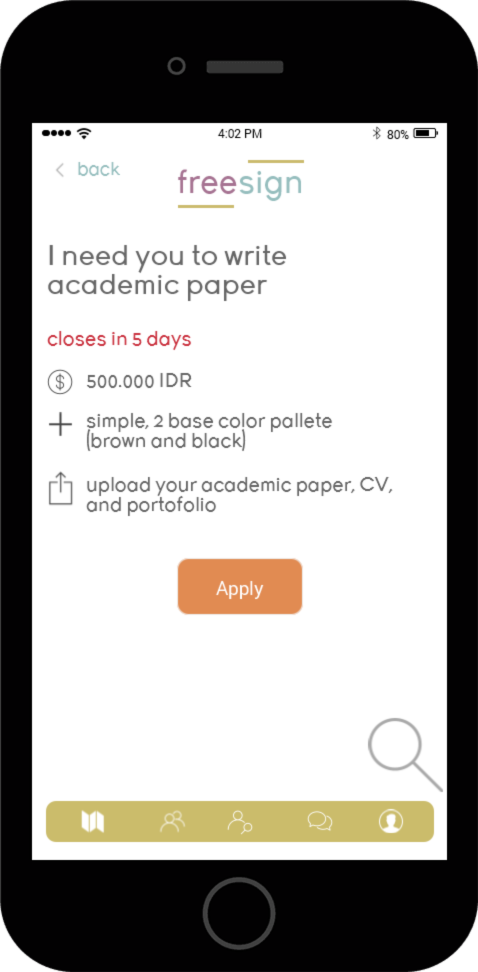 4:02 PM
80%
back
freesign
I need you to write
academic paper
closes in 5 days
$ 500.000 IDR
simple, 2 base color pallete
(brown and black)
upload your academic paper, CV,
and portofolio
Apply